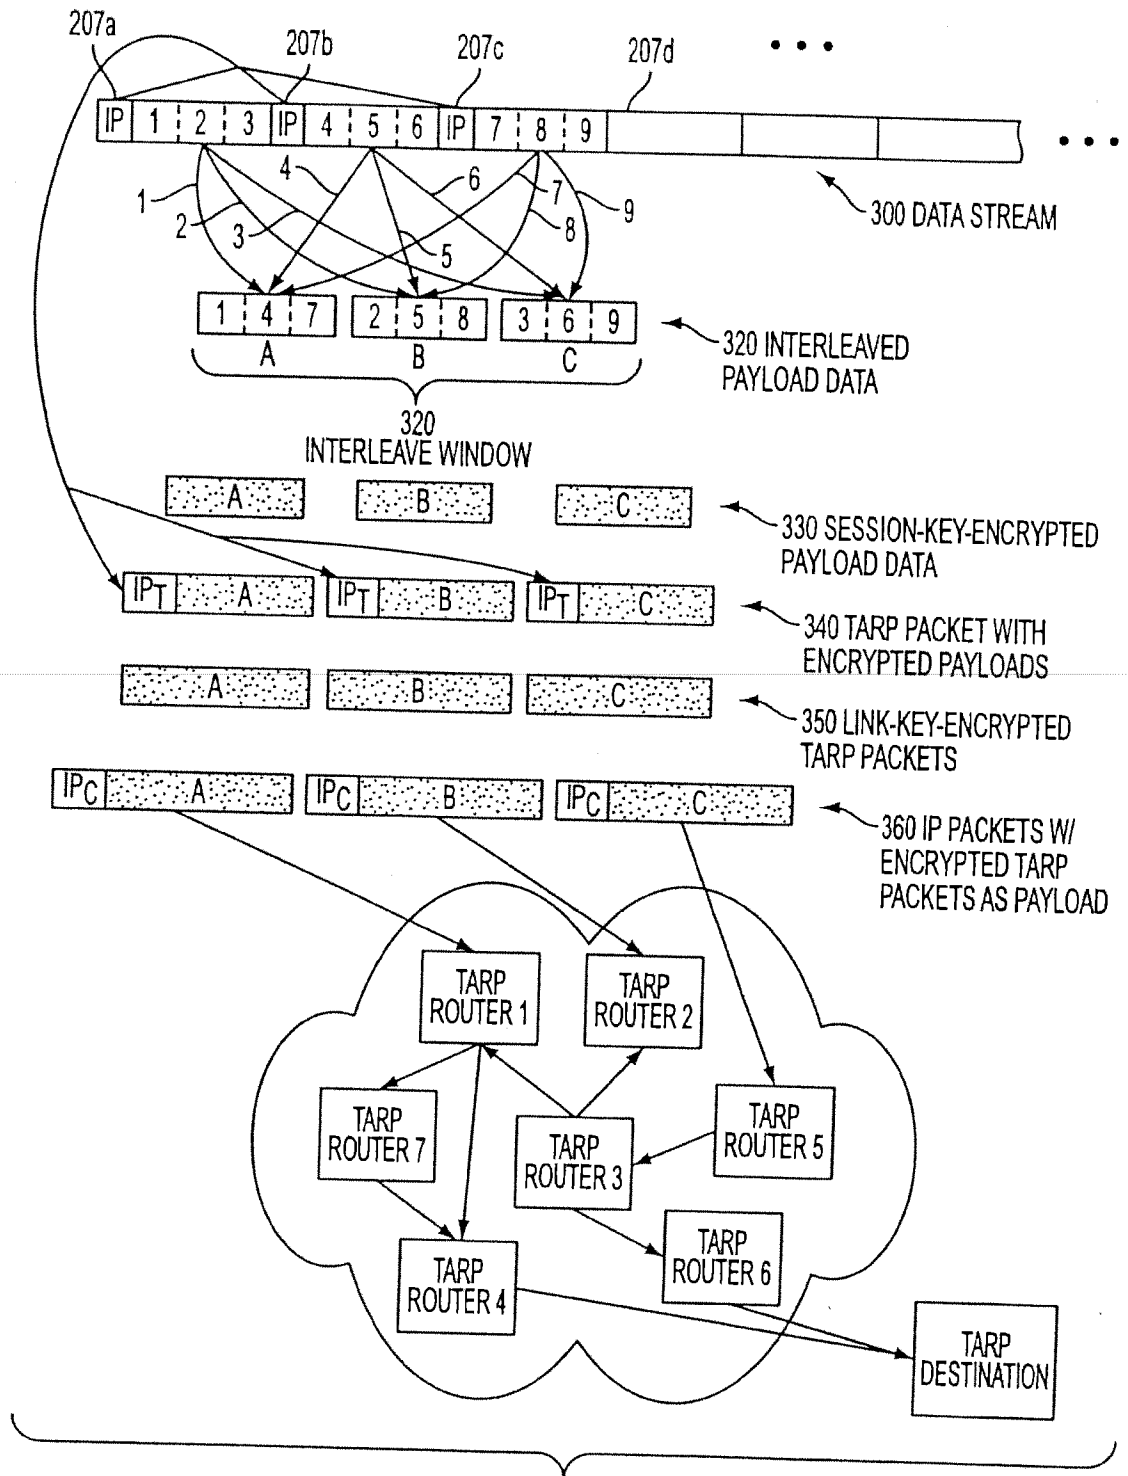 207a
207b
207c
207d
IP 1 2 3 IP 4 5 6 IP 7 8 9
1 2 3 4 5 6 7 8 9
300 DATA STREAM
1 4 7 2 5 8 3 6 9
A B C
320 INTERLEAVED
PAYLOAD DATA
320
INTERLEAVE WINDOW
A B C
330 SESSION-KEY-ENCRYPTED
PAYLOAD DATA
IPT A IPT B IPT C
340 TARP PACKET WITH
ENCRYPTED PAYLOADS
A B C
350 LINK-KEY-ENCRYPTED
TARP PACKETS
IPC A IPC B IPC C
360 IP PACKETS W/
ENCRYPTED TARP
PACKETS AS PAYLOAD
TARP
ROUTER 1
TARP
ROUTER 2
TARP
ROUTER 7
TARP
ROUTER 3
TARP
ROUTER 5
TARP
ROUTER 4
TARP
ROUTER 6
TARP
DESTINATION